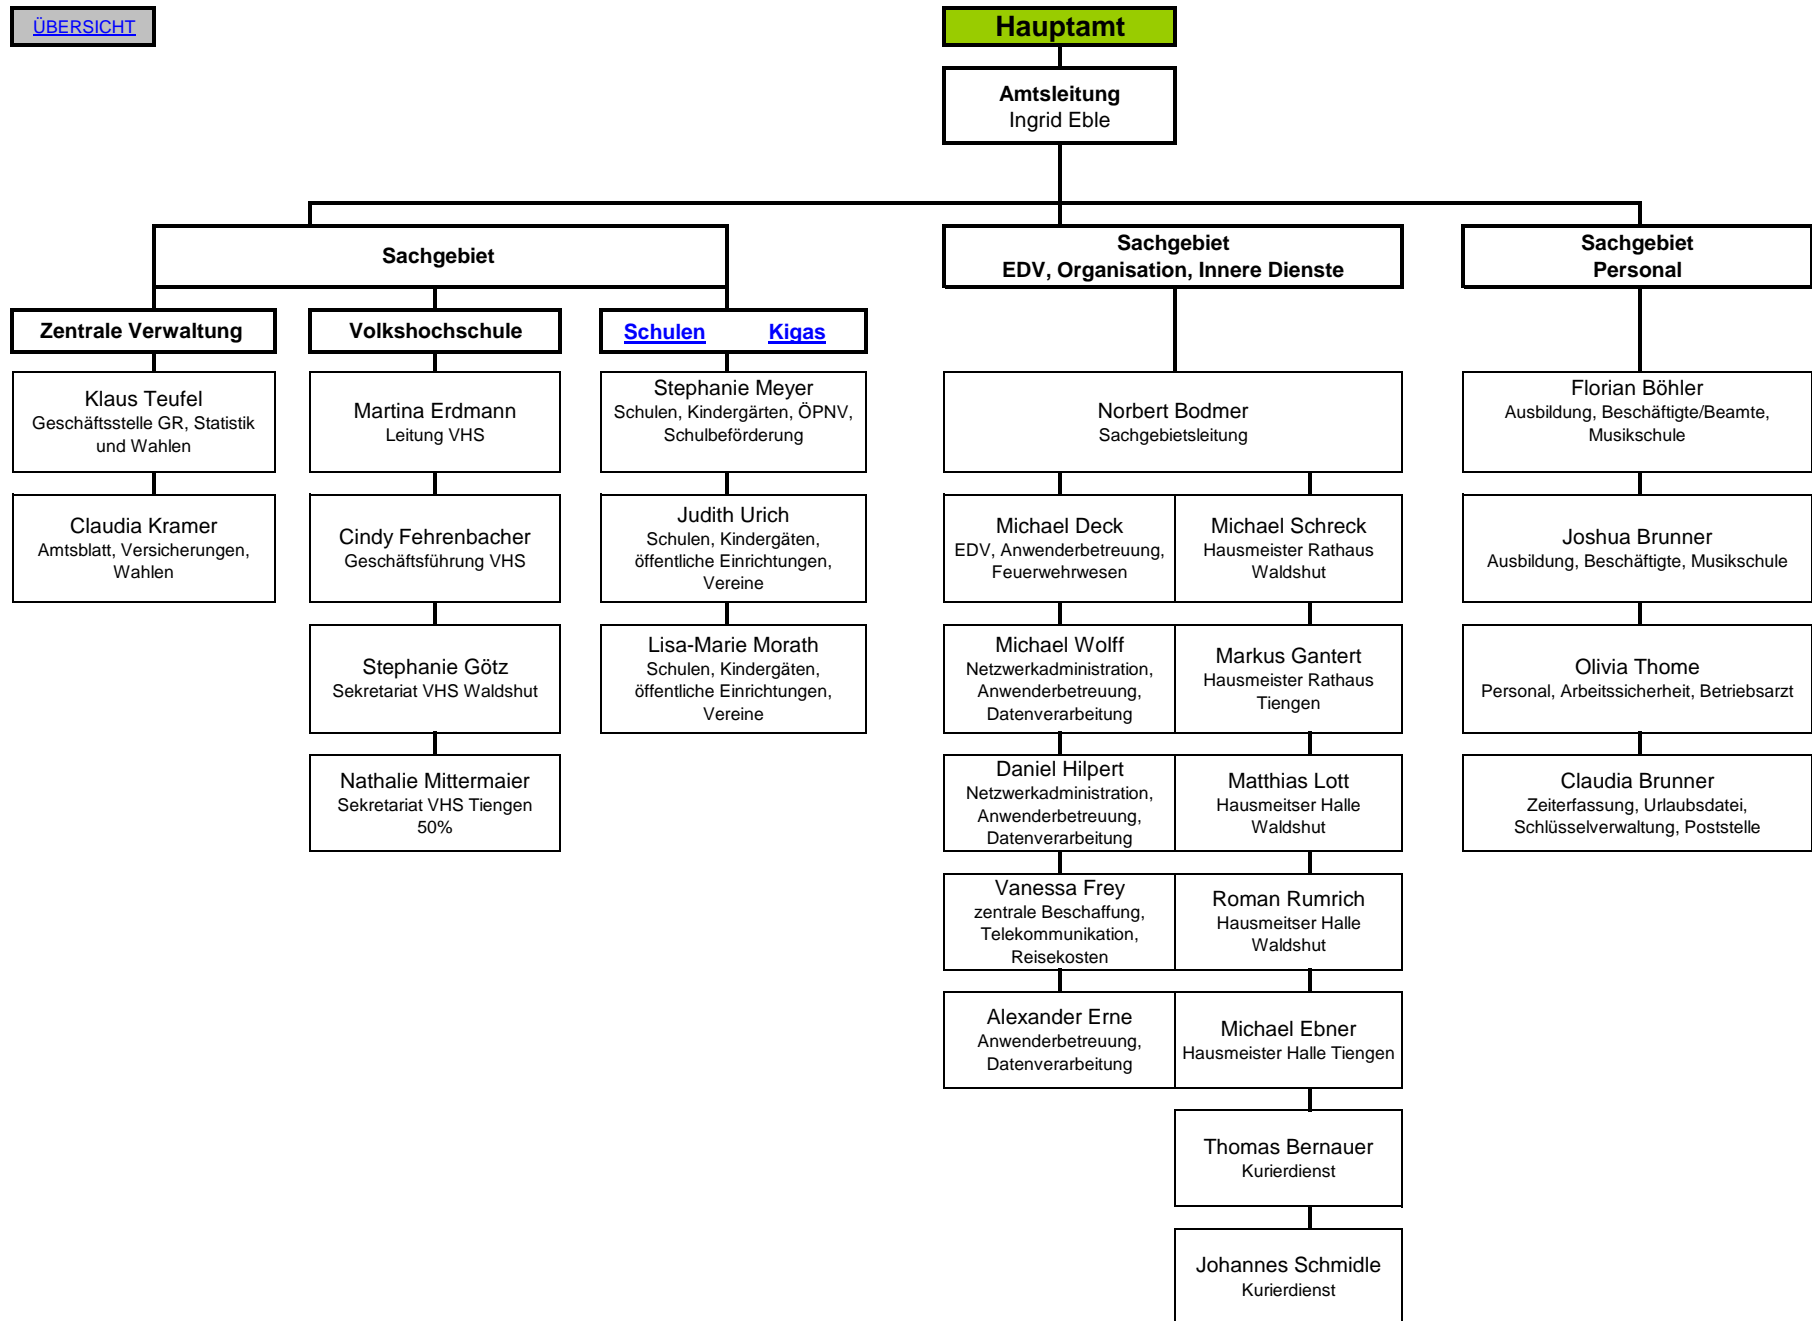 ÜBERSICHT
Hauptamt
Amtsleitung
Ingrid Eble
Sachgebiet
Sachgebiet
EDV, Organisation, Innere Dienste
Sachgebiet
Personal
Zentrale Verwaltung
Volkshochschule
Schulen Kigas
Klaus Teufel
Geschäftsstelle GR, Statistik
und Wahlen
Martina Erdmann
Leitung VHS
Stephanie Meyer
Schulen, Kindergärten, ÖPNV,
Schulbeförderung
Norbert Bodmer
Sachgebietsleitung
Florian Böhler
Ausbildung, Beschäftigte/Beamte,
Musikschule
Claudia Kramer
Amtsblatt, Versicherungen,
Wahlen
Cindy Fehrenbacher
Geschäftsführung VHS
Judith Urich
Schulen, Kindergäten,
öffentliche Einrichtungen,
Vereine
Michael Deck
EDV, Anwenderbetreuung,
Feuerwehrwesen
Michael Schreck
Hausmeister Rathaus
Waldshut
Joshua Brunner
Ausbildung, Beschäftigte, Musikschule
Stephanie Götz
Sekretariat VHS Waldshut
Lisa-Marie Morath
Schulen, Kindergäten,
öffentliche Einrichtungen,
Vereine
Michael Wolff
Netzwerkadministration,
Anwenderbetreuung,
Datenverarbeitung
Markus Gantert
Hausmeister Rathaus
Tiengen
Olivia Thome
Personal, Arbeitssicherheit, Betriebsarzt
Nathalie Mittermaier
Sekretariat VHS Tiengen
50%
Daniel Hilpert
Netzwerkadministration,
Anwenderbetreuung,
Datenverarbeitung
Matthias Lott
Hausmeitser Halle
Waldshut
Claudia Brunner
Zeiterfassung, Urlaubsdatei,
Schlüsselverwaltung, Poststelle
Vanessa Frey
zentrale Beschaffung,
Telekommunikation,
Reisekosten
Roman Rumrich
Hausmeitser Halle
Waldshut
Alexander Erne
Anwenderbetreuung,
Datenverarbeitung
Michael Ebner
Hausmeister Halle Tiengen
Thomas Bernauer
Kurierdienst
Johannes Schmidle
Kurierdienst